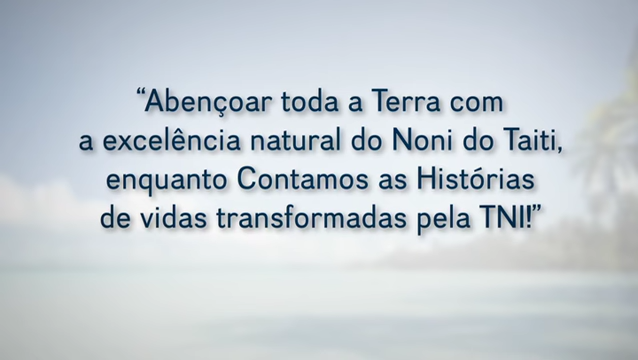 “Abençoar toda a Terra com
a excelência natural do Noni do Taiti,
enquanto Contamos as Histórias
de vidas transformadas pela TNI!”